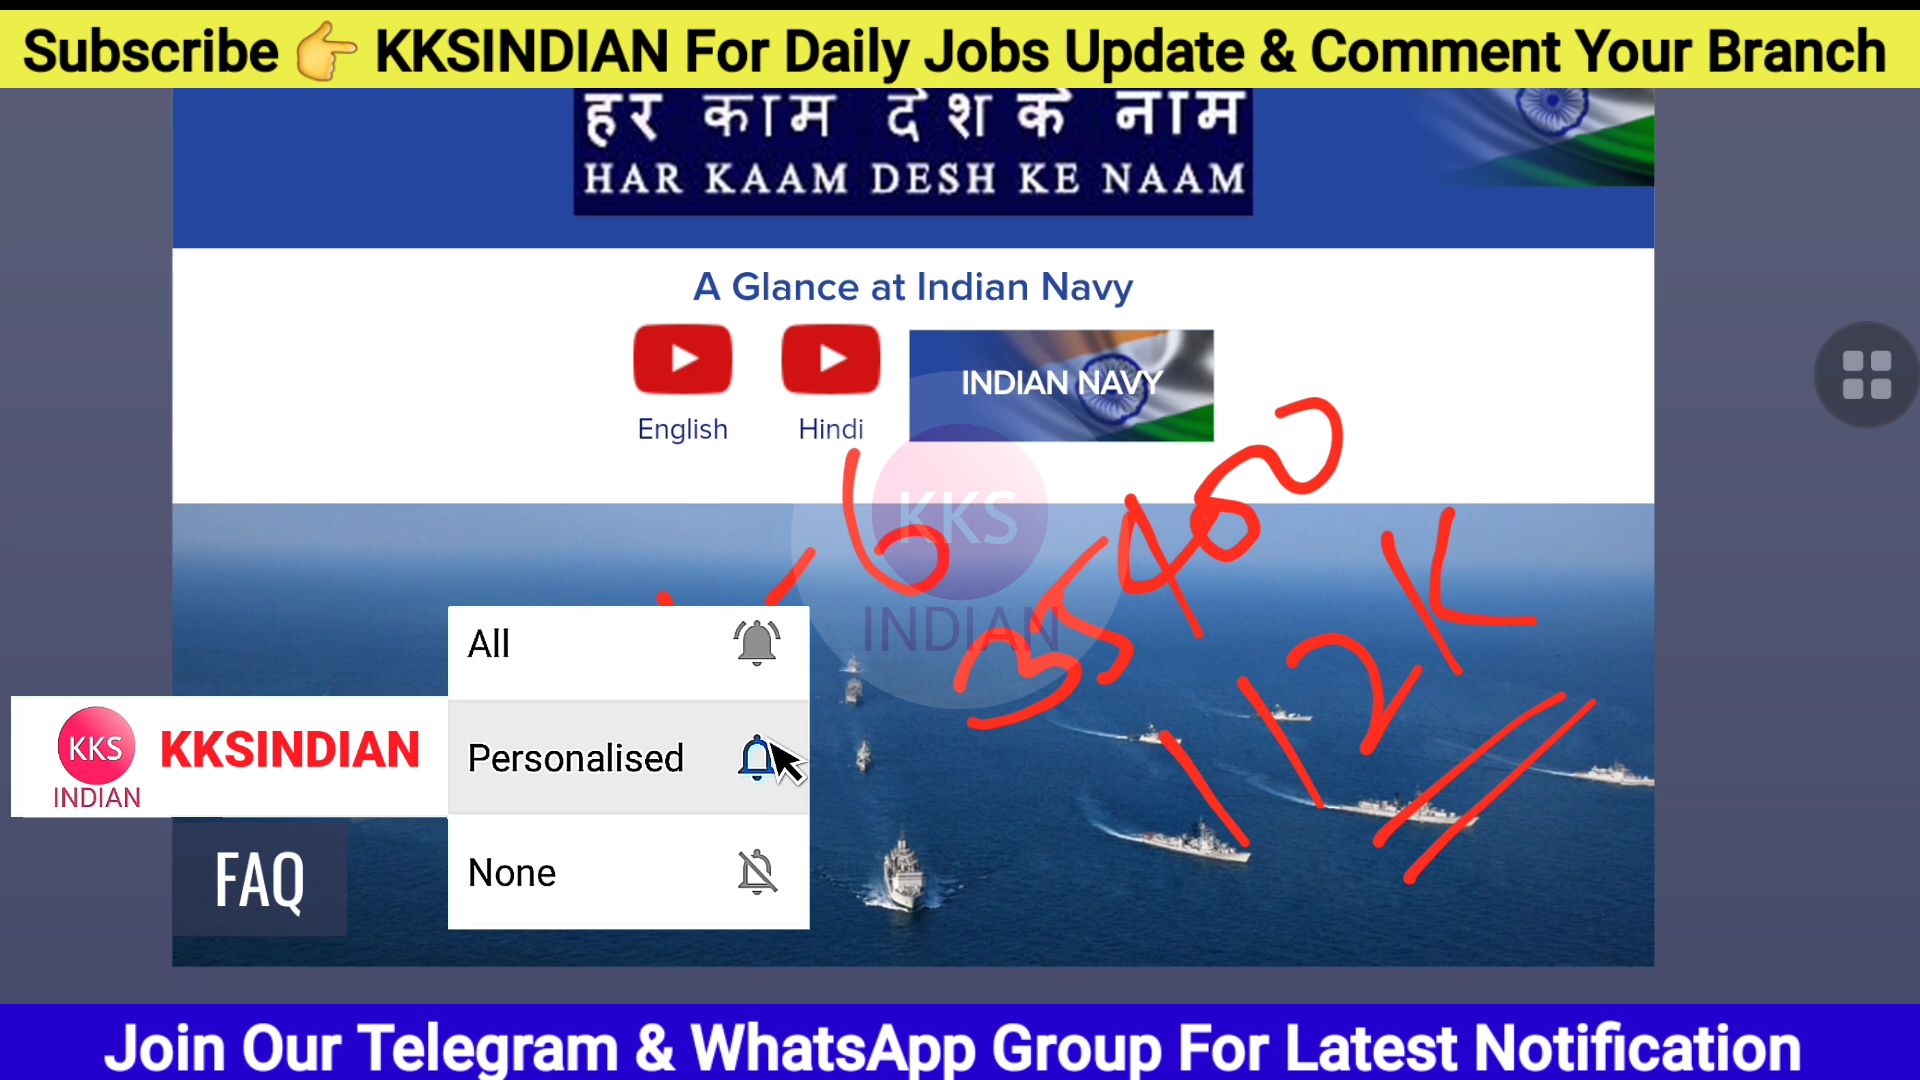 Subscribe 👉 KKSINDIAN For Daily Jobs Update & Comment Your Branch
हर काम देश के नाम
HAR KAAM DESH KE NAAM
A Glance at Indian Navy
English
Hindi
INDIAN NAVY
KKS
INDIAN
6
35400
112K
All
Personalised
None
KKS
INDIAN
KKSINDIAN
FAQ
Join Our Telegram & WhatsApp Group For Latest Notification